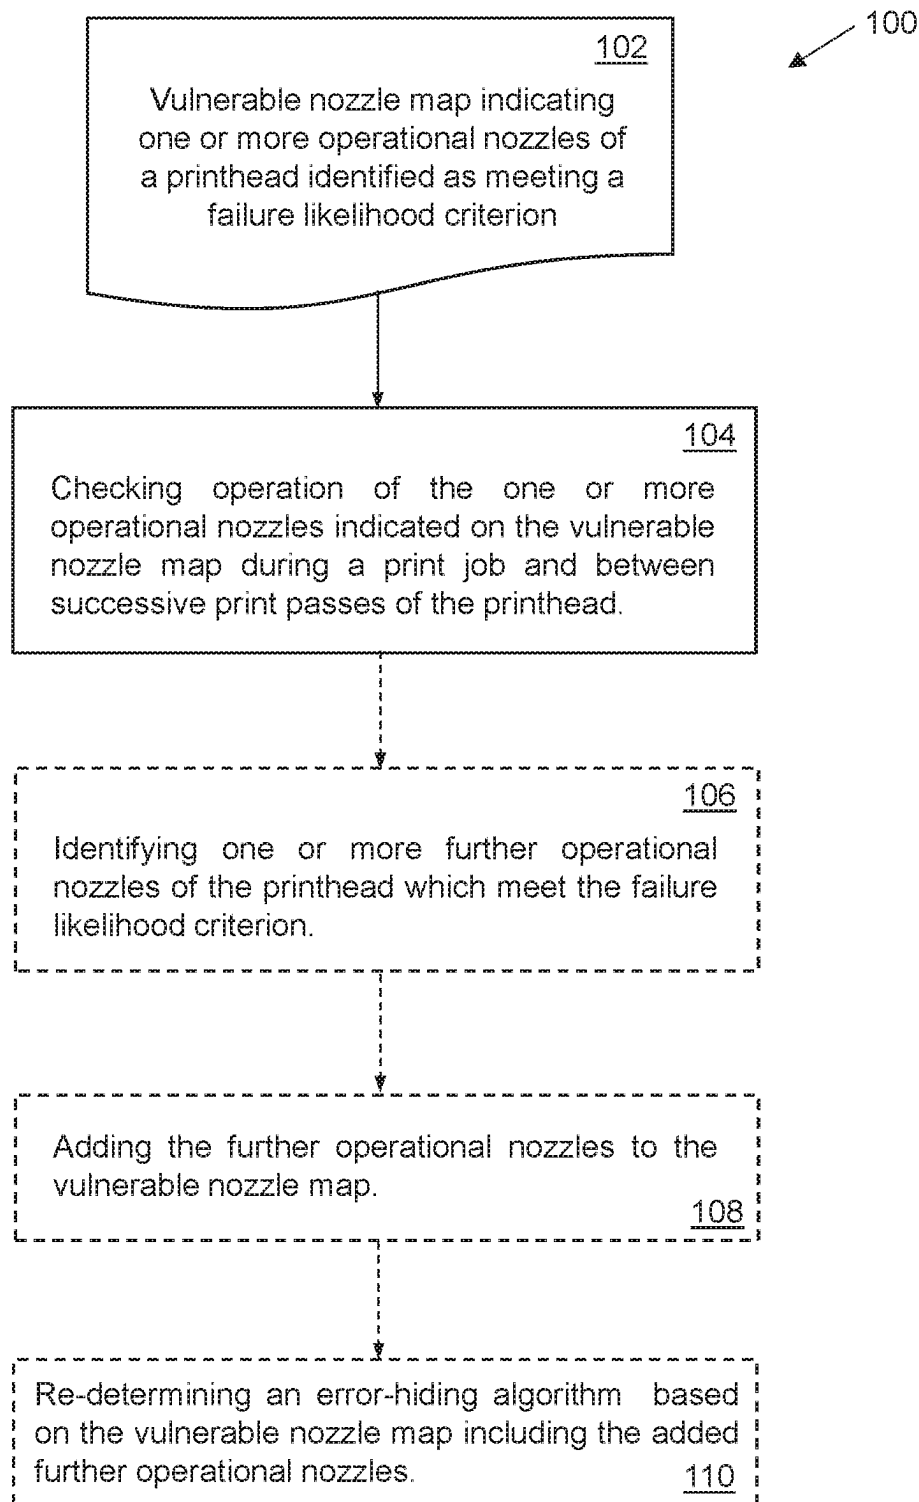 100
102
Vulnerable nozzle map indicating
one or more operational nozzles of
a printhead identified as meeting a
failure likelihood criterion
104
Checking operation of the one or more
operational nozzles indicated on the vulnerable
nozzle map during a print job and between
successive print passes of the printhead.
106
Identifying one or more further operational
nozzles of the printhead which meet the failure
likelihood criterion.
Adding the further operational nozzles to the
vulnerable nozzle map.
108
Re-determining an error-hiding algorithm based
on the vulnerable nozzle map including the added
further operational nozzles.
110